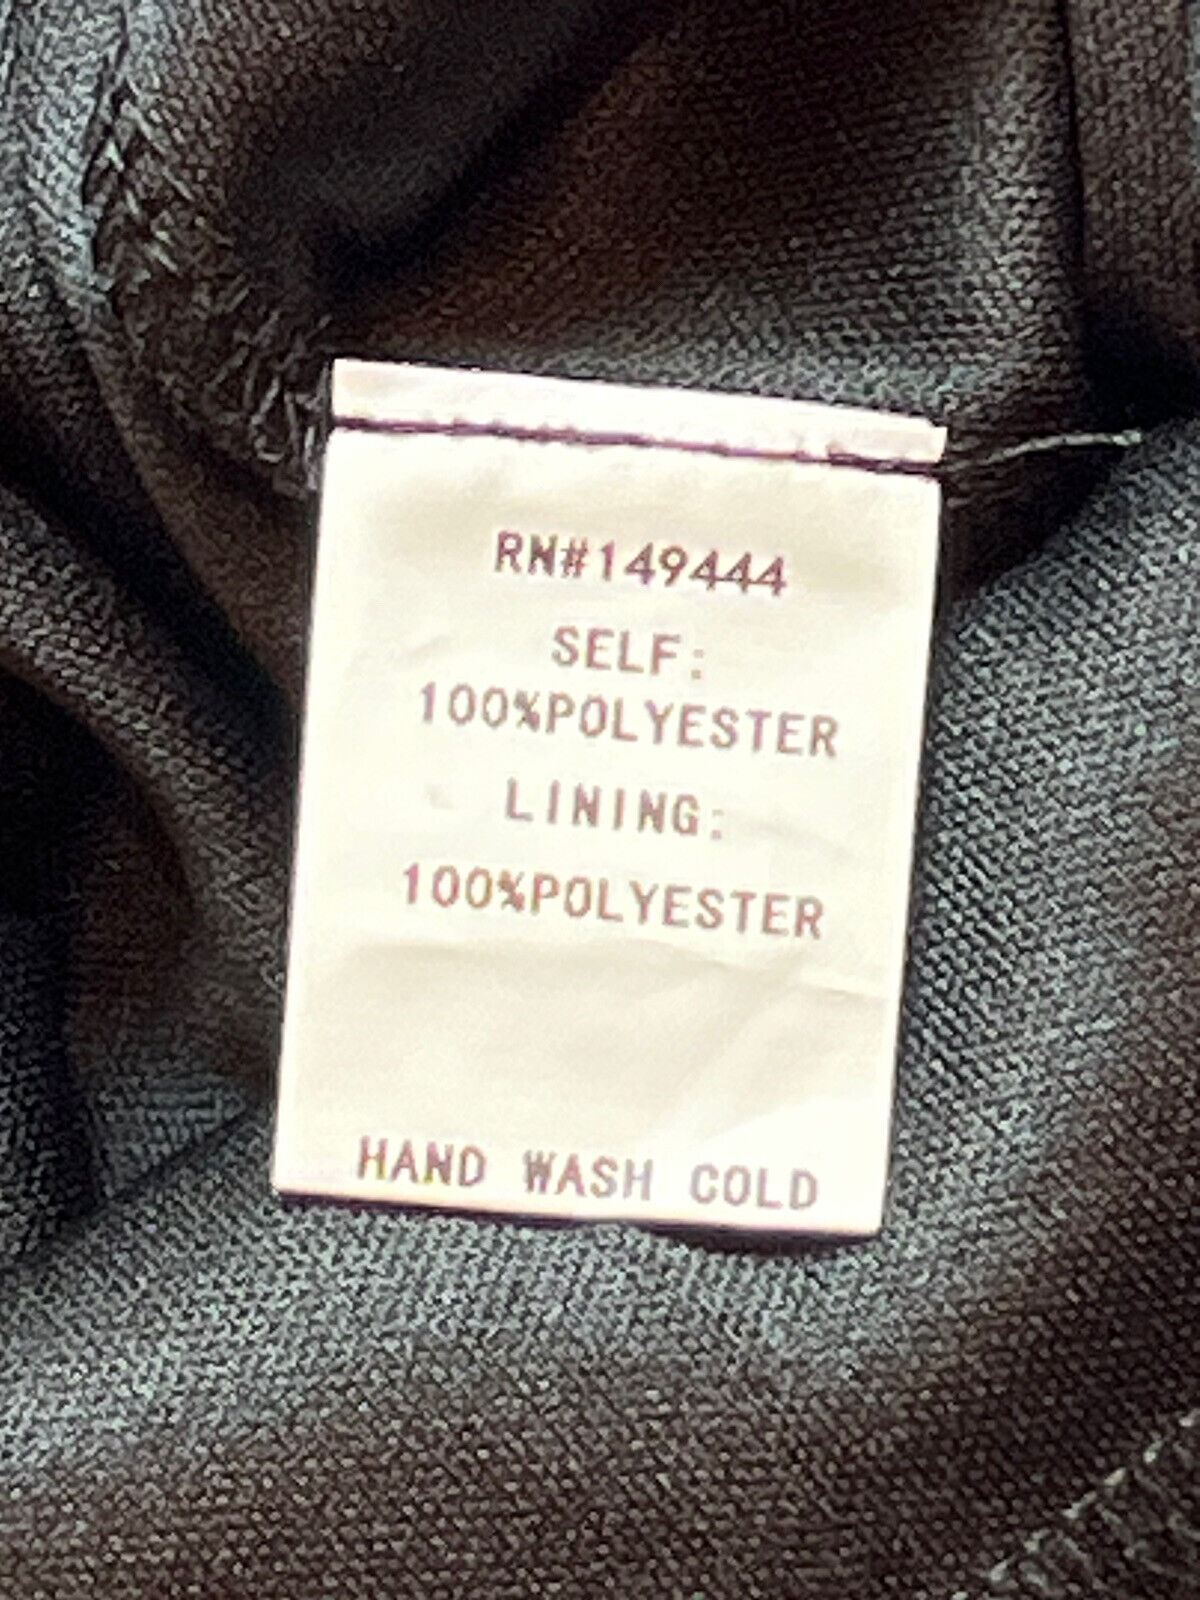 RN#149444
SELF:
100%POLYESTER
LINING:
100%POLYESTER
HAND WASH COLD